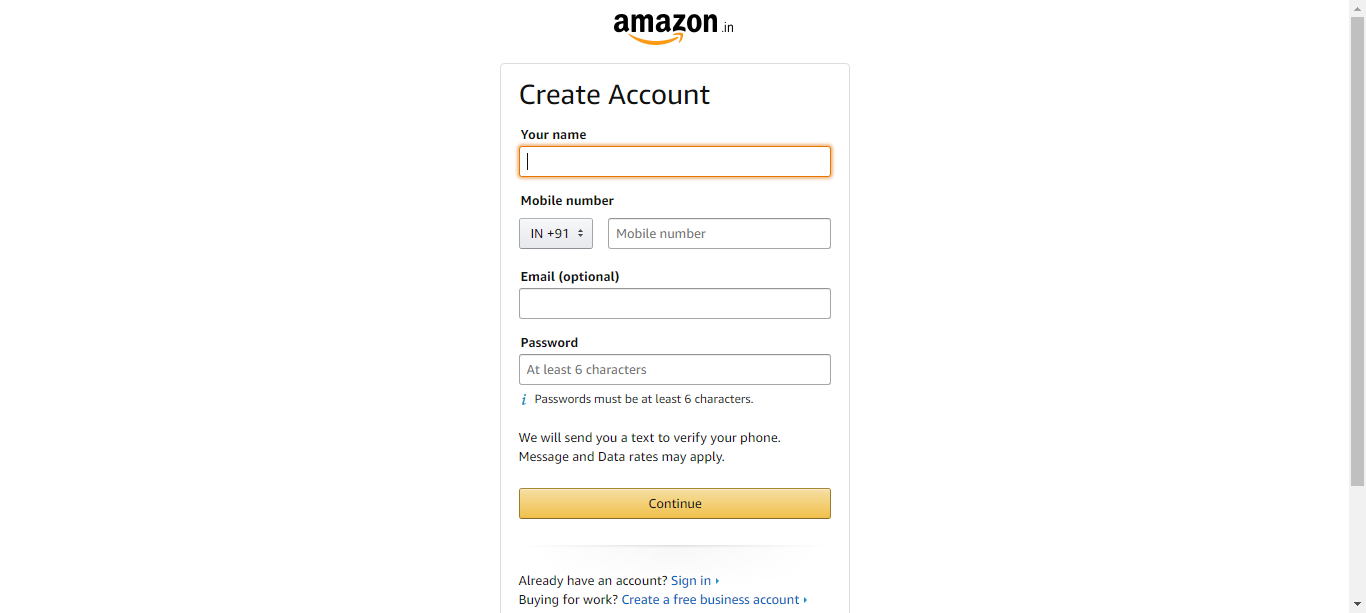 amazon.in
Create Account
Your name
Mobile number
IN +91 Mobile number
Email (optional)
Password
At least 6 characters
i Passwords must be at least 6 characters.
We will send you a text to verify your phone.
Message and Data rates may apply.
Continue
Already have an account? Sign in
Buying for work? Create a free business account